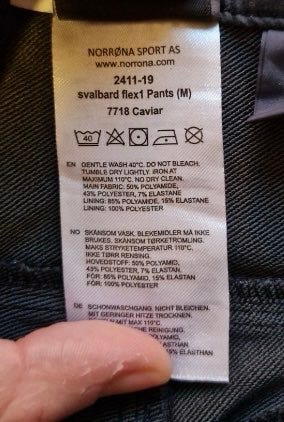 NORRØNA SPORT AS
www.norrona.com
2411-19
svalbard flex1 Pants (M)
7718 Caviar
40
EN GENTLE WASH 40°C. DO NOT BLEACH.
TUMBLE DRY LIGHTLY. IRON AT
MAXIMUM 110°C. NO DRY CLEAN.
MAIN FABRIC: 50% POLYAMIDE,
43% POLYESTER, 7% ELASTANE
LINING: 85% POLYAMIDE, 15% ELASTANE
LINING: 100% POLYESTER
NO SKÅNSOM VASK. BLEKEMIDLER MÅ IKKE
BRUKES. SKÅNSOM TØRKETROMLING.
MAKS STRYKETEMPERATUR 110°C.
IKKE TØRR RENSING.
HOVEDSTOFF: 50% POLYAMID,
43% POLYESTER, 7% ELASTAN.
FÔR: 85% POLYAMID, 15% ELASTAN
FÔR: 100% POLYESTER
DE SCHONWASCHGANG. NICHT BLEICHEN.
MIT GERINGER HITZE TROCKNEN.
MIT MAX 110°C.
REINIGUNG.
15% ELASTHAN